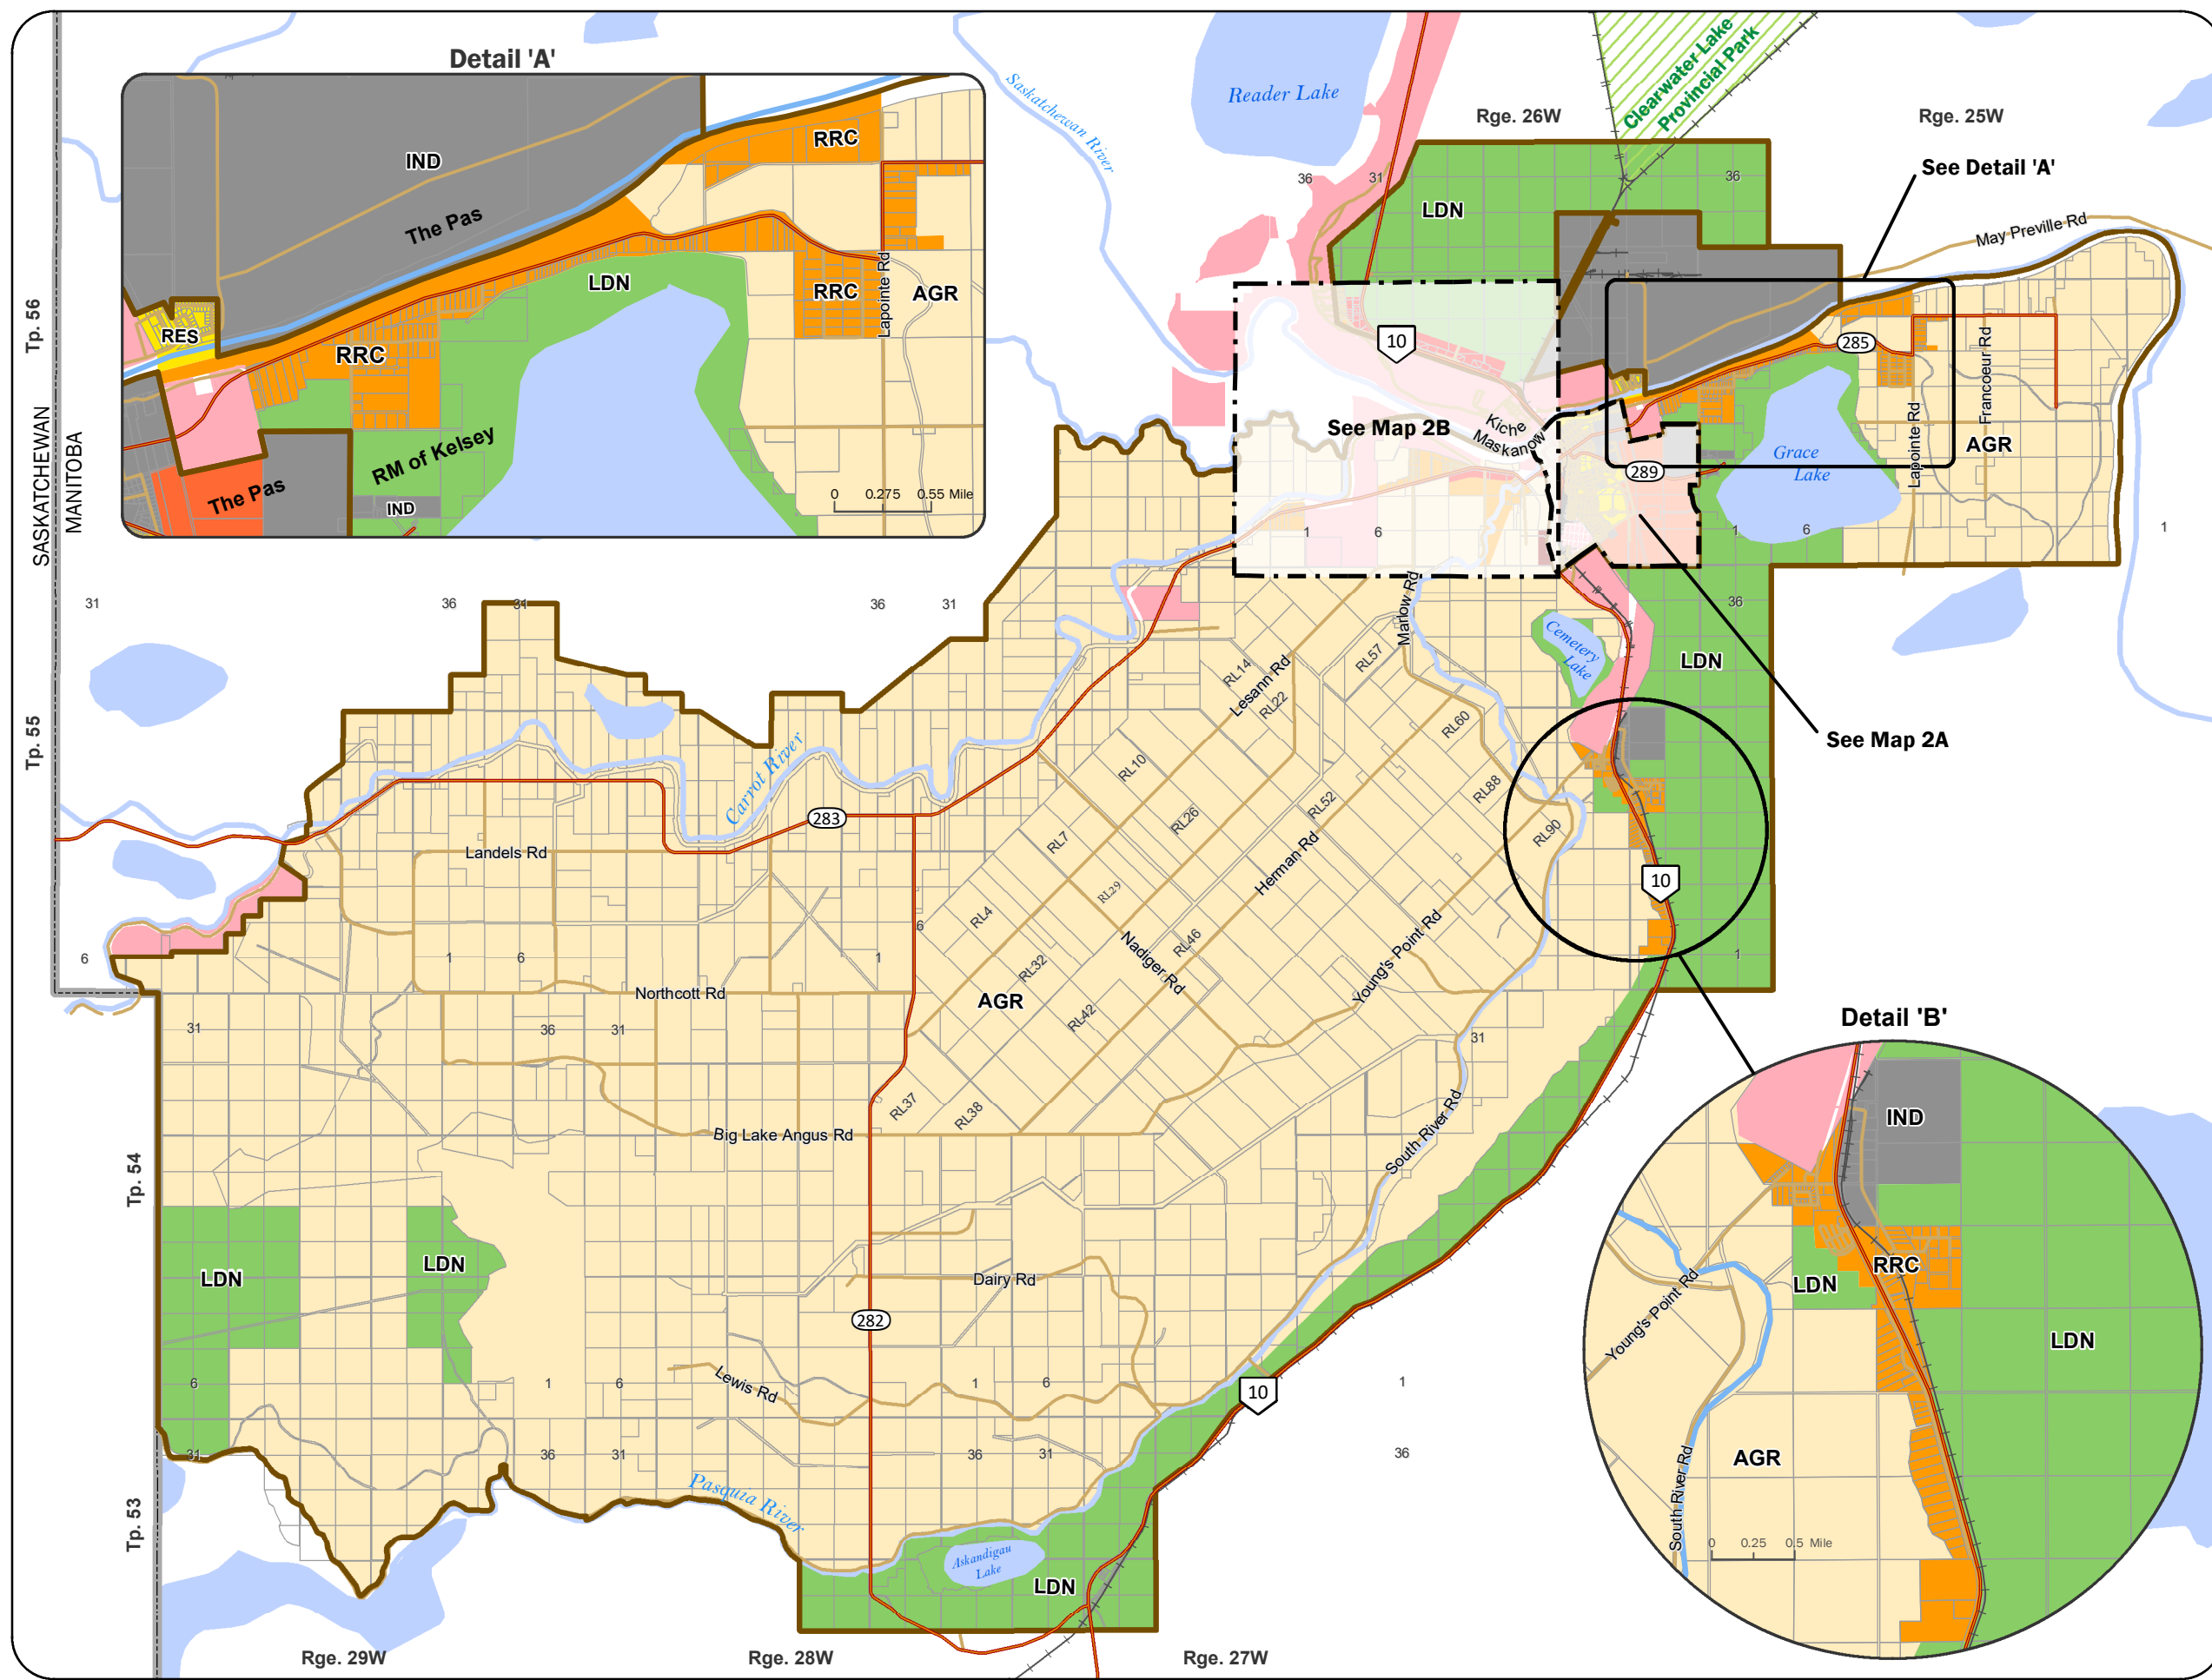 Detail 'A'
IND
The Pas
RRC
LDN
RRC
Lapointe Rd
AGR
RES
RRC
RM of Kelsey
The Pas
IND
0 0.275 0.55 Mile
Saskatchewan River
Reader Lake
Rge. 26W
Clearwater Lake
Provincial Park
Rge. 25W
See Detail 'A'
May Preville Rd
36
31
LDN
36
10
285
Francoeur Rd
Lapointe Rd
AGR
See Map 2B
Kiche
Maskanow
289
Grace
Lake
1
6
1
6
1
Tp. 56
SASKATCHEWAN
MANITOBA
31
36
31
36
31
36
Marlow Rd
Cemetery
Lake
LDN
RL14
Lesann Rd
RL22
RL57
RL60
Tp. 55
See Map 2A
Carrot River
283
RL10
RL26
RL52
RL88
RL90
RL7
Herman Rd
Landels Rd
RL29
10
RL4
6
Nadiger Rd
RL46
Young's Point Rd
RL32
6
1
6
1
1
Northcott Rd
AGR
RL42
31
36
31
31
Detail 'B'
RL37
RL38
Big Lake Angus Rd
South River Rd
Tp. 54
LDN
LDN
Dairy Rd
282
6
1
6
Lewis Rd
1
6
10
1
31
36
31
36
31
36
Pasquia River
Tp. 53
Askandigau
Lake
LDN
Rge. 29W
Rge. 28W
Rge. 27W
IND
RRC
LDN
Young's Point Rd
LDN
AGR
South River Rd
0 0.25 0.5 Mile